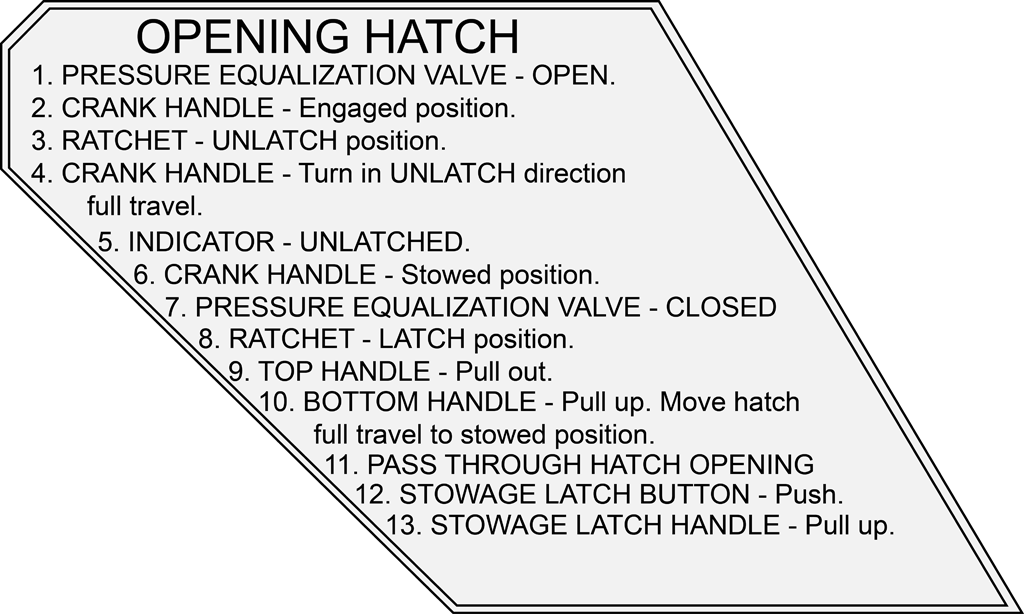 OPENING HATCH
1. PRESSURE EQUALIZATION VALVE - OPEN.
2. CRANK HANDLE - Engaged position.
3. RATCHET - UNLATCH position.
4. CRANK HANDLE - Turn in UNLATCH direction
full travel.
5. INDICATOR - UNLATCHED.
6. CRANK HANDLE - Stowed position.
7. PRESSURE EQUALIZATION VALVE - CLOSED
8. RATCHET - LATCH position.
9. TOP HANDLE - Pull out.
10. BOTTOM HANDLE - Pull up. Move hatch
full travel to stowed position.
11. PASS THROUGH HATCH OPENING
12. STOWAGE LATCH BUTTON - Push.
13. STOWAGE LATCH HANDLE - Pull up.